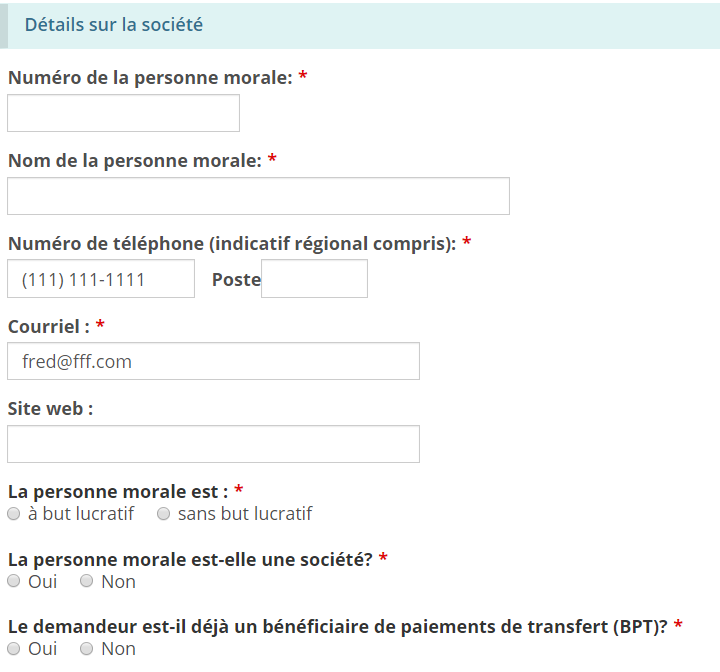 Détails sur la société
Numéro de la personne morale: *
Nom de la personne morale: *
Numéro de téléphone (indicatif régional compris): *
(111) 111-1111 Poste
Courriel : *
fred@fff.com
Site web :
La personne morale est : *
à but lucratif sans but lucratif
La personne morale est-elle une société? *
Oui Non
Le demandeur est-il déjà un bénéficiaire de paiements de transfert (BPT)? *
Oui Non